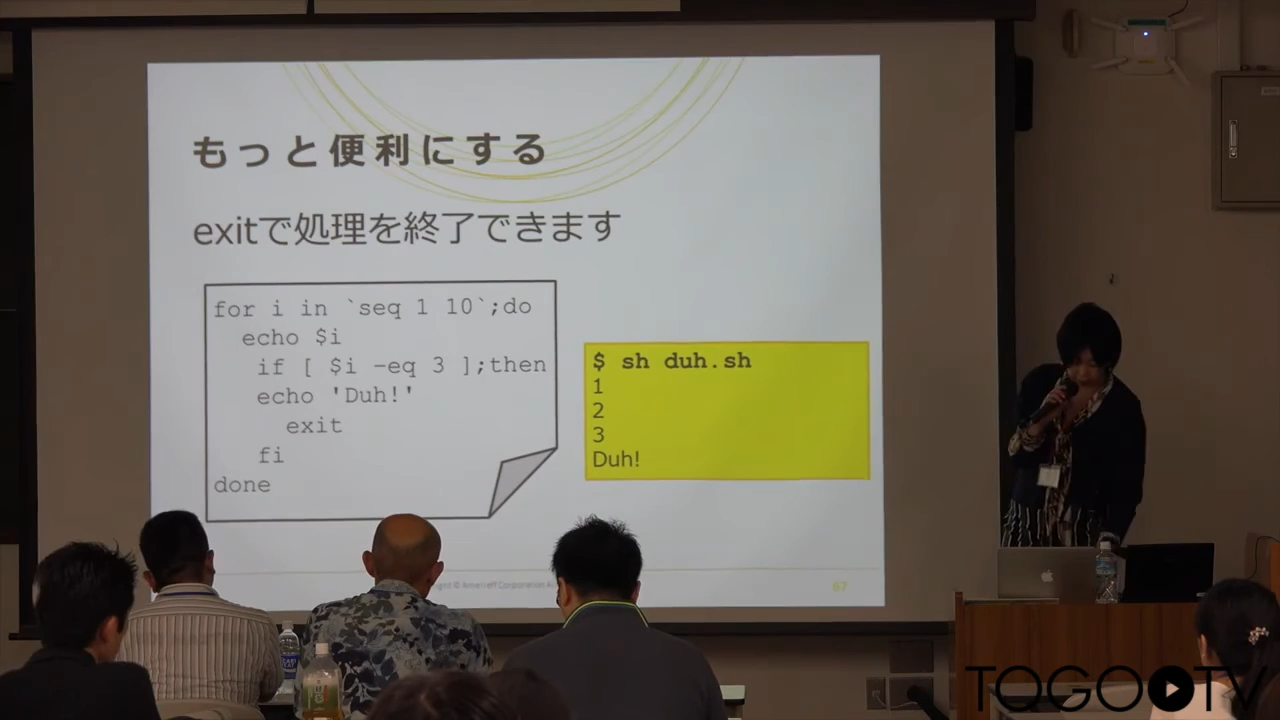 もっと便利にする
exitで処理を終了できます
for i in `seq 1 10`;do
echo $i
if [ $i –eq 3 ];then
echo 'Duh!'
exit
fi
done
$ sh duh.sh
1
2
3
Duh!
Corporation
67
TOGOTV